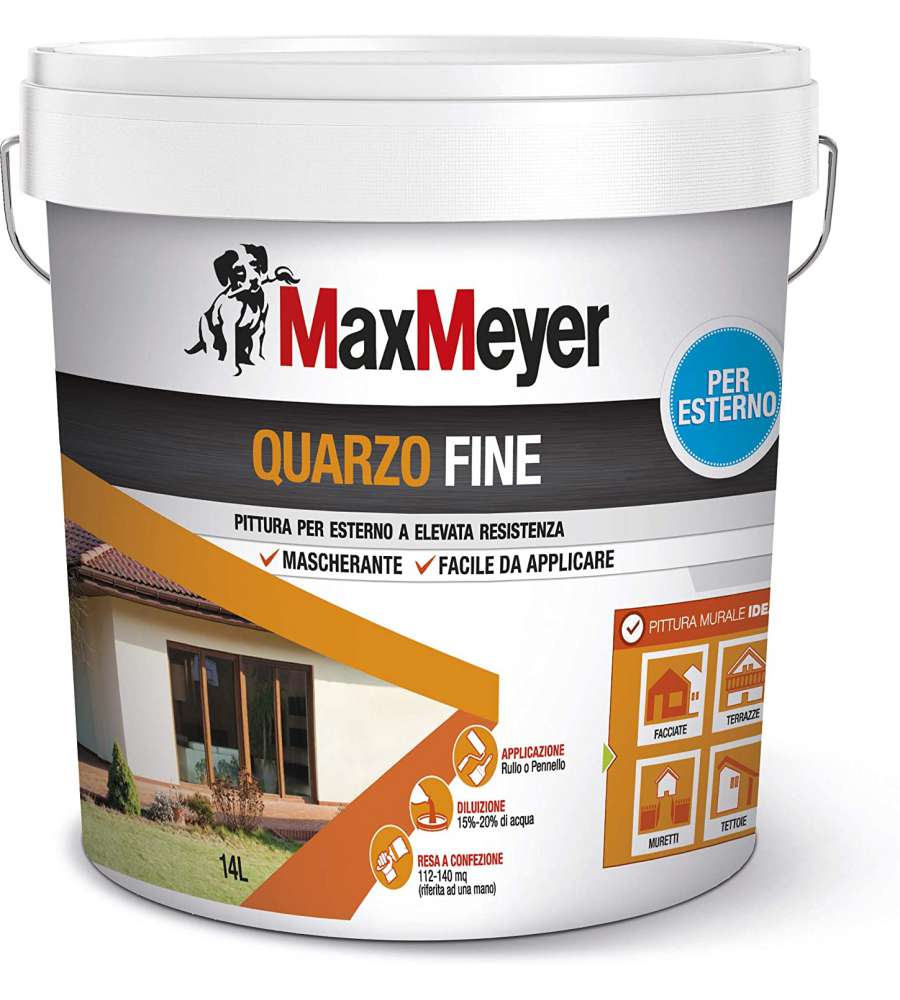 MaxMeyer
PER
ESTERNO
QUARZO FINE
PITTURA PER ESTERNO A ELEVATA RESISTENZA
MASCHERANTE FACILE DA APPLICARE
PITTURA MURALE
FACCIATE
TERRAZZE
MURETTI
TETTOIE
APPLICAZIONE
Rullo o Pennello
DILUIZIONE
15%-20% di acqua
RESA A CONFEZIONE
112-140 mq
(riferita ad una mano)
14L